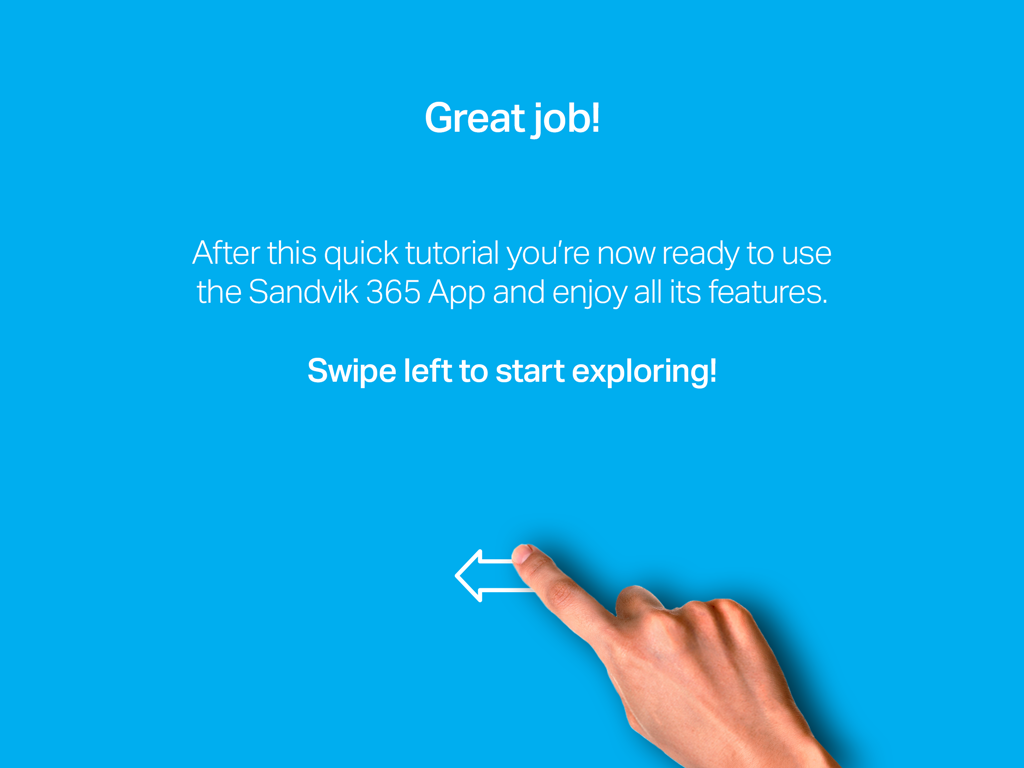 Great job!
After this quick tutorial you’re now ready to use
the Sandvik 365 App and enjoy all its features.
Swipe left to start exploring!